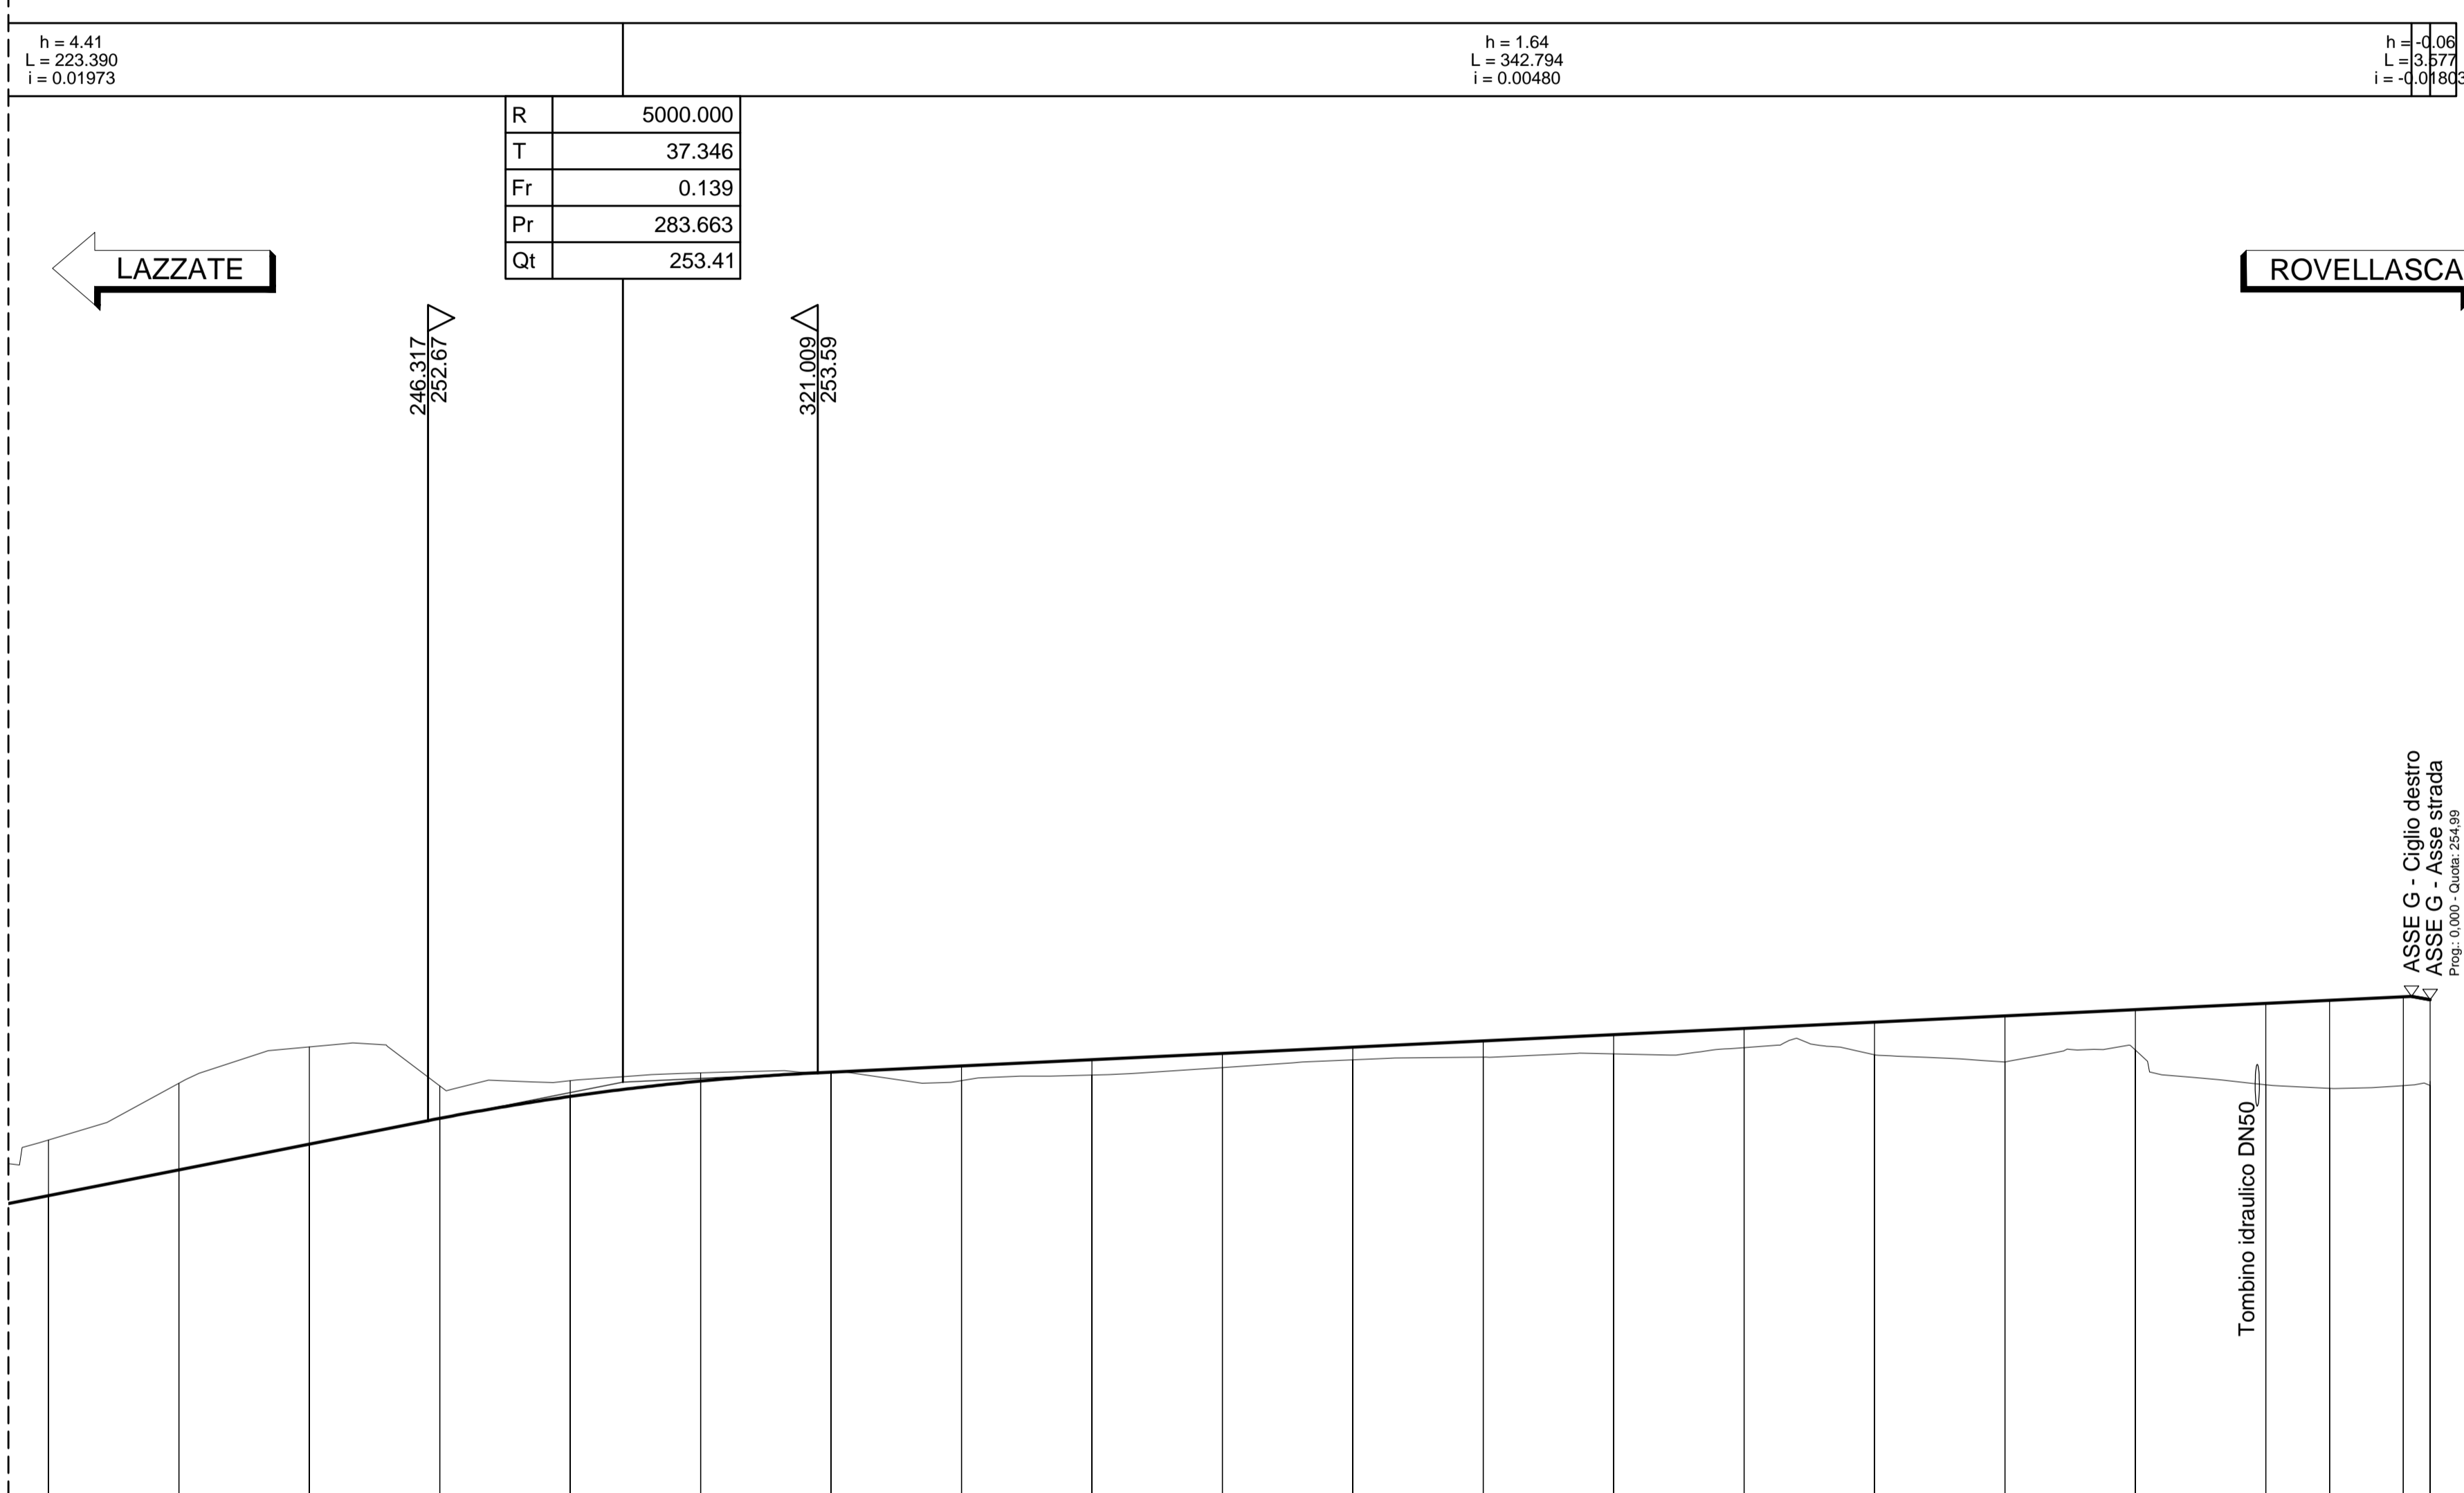 h = 4.41
L = 223.390
i = 0.01973
h = 1.64
L = 342.794
i = 0.00480
h = -0.06
L = 3.577
i = -0.01803
R 5000.000
T 37.346
Fr 0.139
Pr 283.663
Qt 253.41
LAZZATE
ROVELLASCA
246.317
252.67
321.009
253.59
ASSE G - Ciglio destro
ASSE G - Asse strada
Prog.: 0,000 - Quota: 254,99
Tombino idraulico DN50